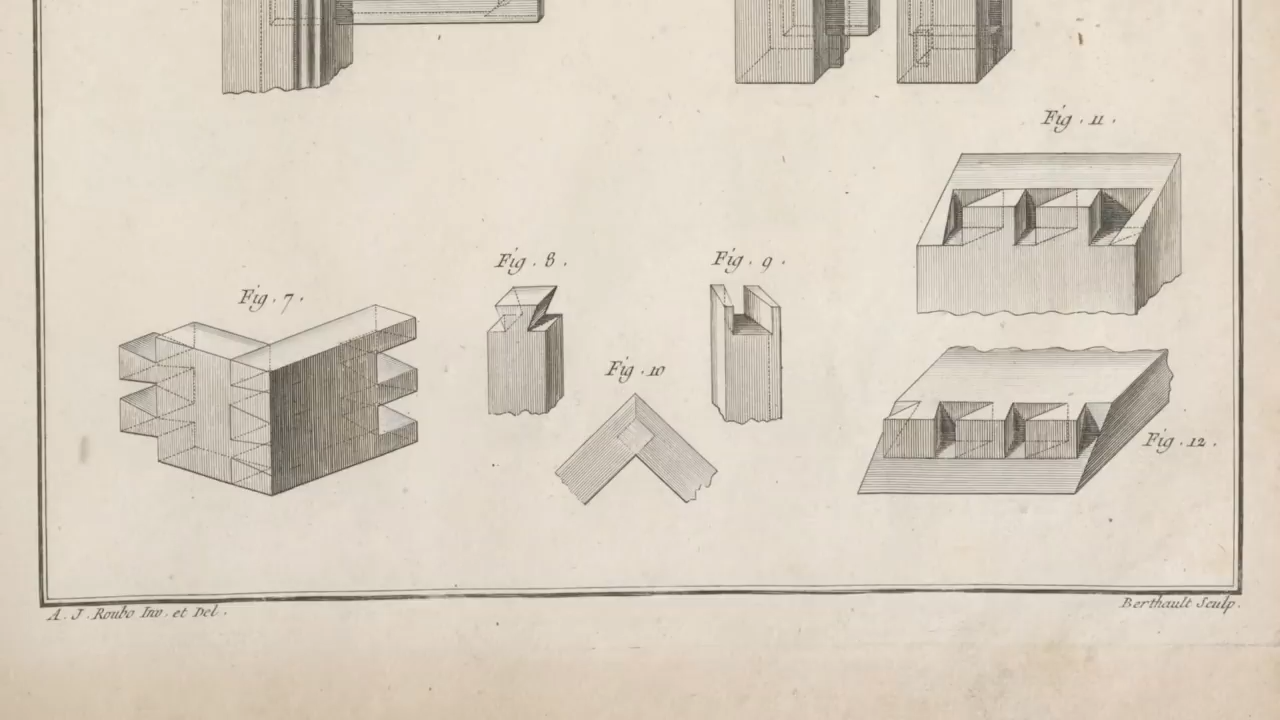 Fig. 11.
Fig. 8.
Fig. 9.
Fig. 7.
Fig. 10
Fig. 12.
A. J. Roubo Inv. et Del.
Berthault Sculp.